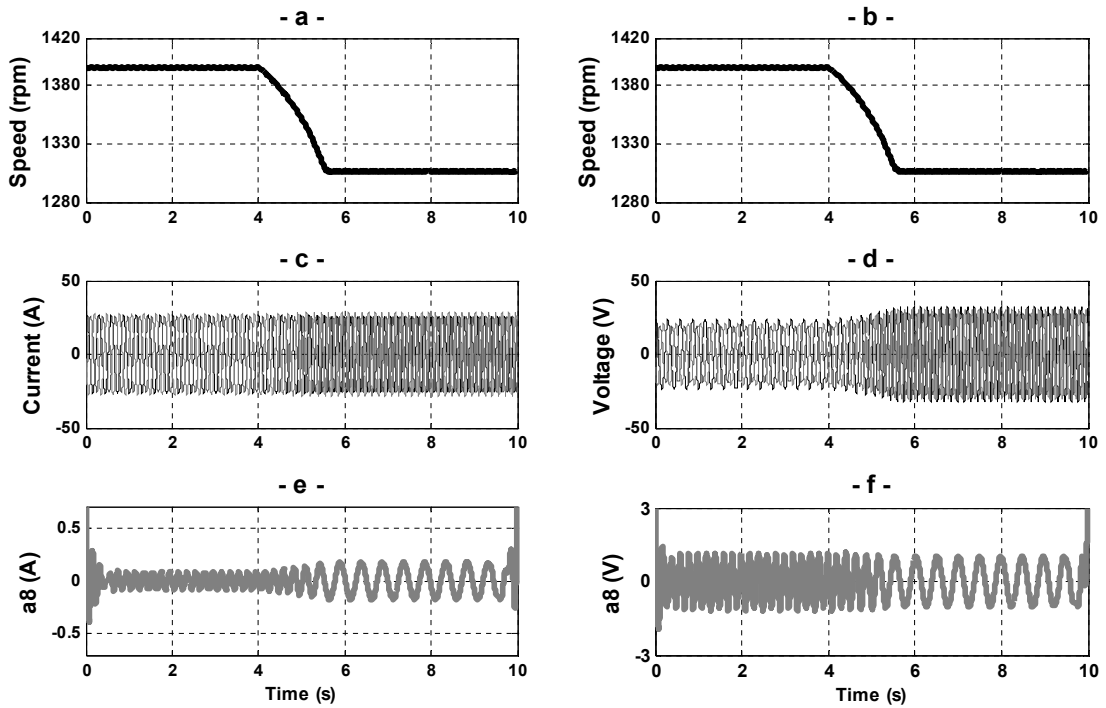 - a -
1420
1380
1330
1280
Speed (rpm)
0 2 4 6 8 10
- b -
1420
1380
1330
1280
Speed (rpm)
0 2 4 6 8 10
- c -
50
0
-50
Current (A)
0 2 4 6 8 10
- d -
50
0
-50
Voltage (V)
0 2 4 6 8 10
- e -
0.5
0
-0.5
a8 (A)
0 2 4 6 8 10
Time (s)
- f -
3
0
-3
a8 (V)
0 2 4 6 8 10
Time (s)